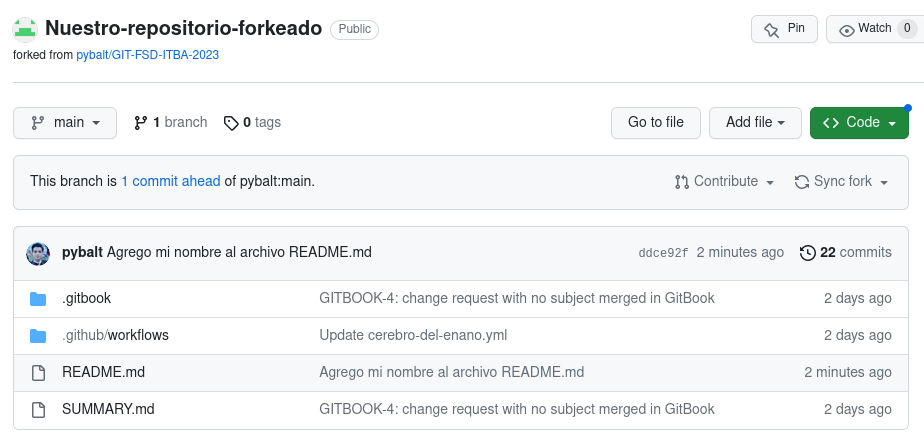 Nuestro-repositorio-forkeado Public Pin Watch 0
forked from pybalt/GIT-FSD-ITBA-2023
main 1 branch 0 tags Go to file Add file Code
This branch is 1 commit ahead of pybalt:main. Contribute Sync fork
pybalt Agrego mi nombre al archivo README.md ddce92f 2 minutes ago 22 commits
.gitbook GITBOOK-4: change request with no subject merged in GitBook 2 days ago
.github/workflows Update cerebro-del-enano.yml 2 days ago
README.md Agrego mi nombre al archivo README.md 2 minutes ago
SUMMARY.md GITBOOK-4: change request with no subject merged in GitBook 2 days ago